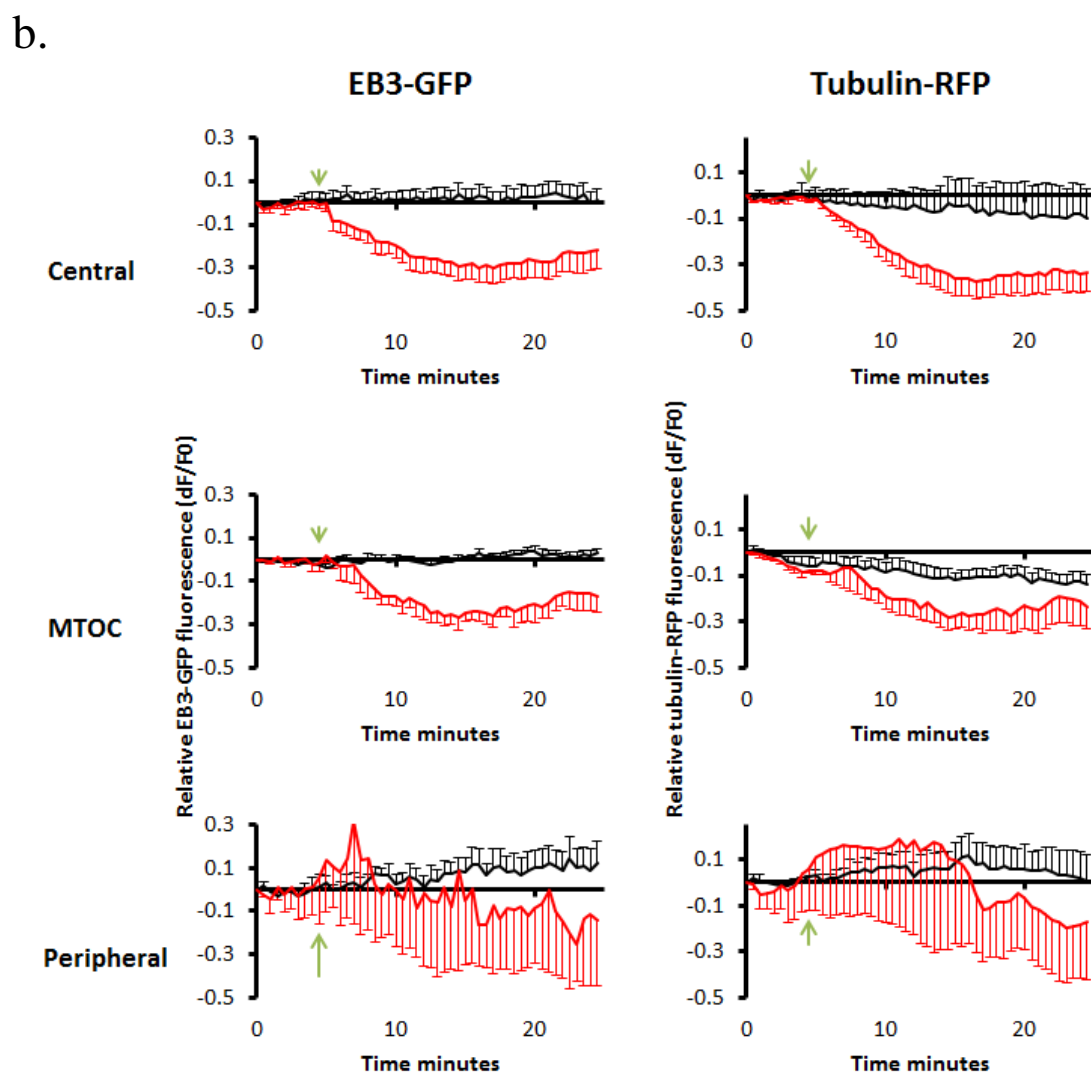 b.
EB3-GFP
Tubulin-RFP
Central
0.3
0.1
-0.1
-0.3
-0.5
0 10 20
Time minutes
0.1
-0.1
-0.3
-0.5
0 10 20
Time minutes
MTOC
Relative EB3-GFP fluorescence (dF/F0)
0.3
0.1
-0.1
-0.3
-0.5
0 10 20
Time minutes
Relative tubulin-RFP fluorescence (dF/F0)
0.1
-0.1
-0.3
-0.5
0 10 20
Time minutes
Peripheral
0.3
0.1
-0.1
-0.3
-0.5
0 10 20
Time minutes
0.1
-0.1
-0.3
-0.5
0 10 20
Time minutes